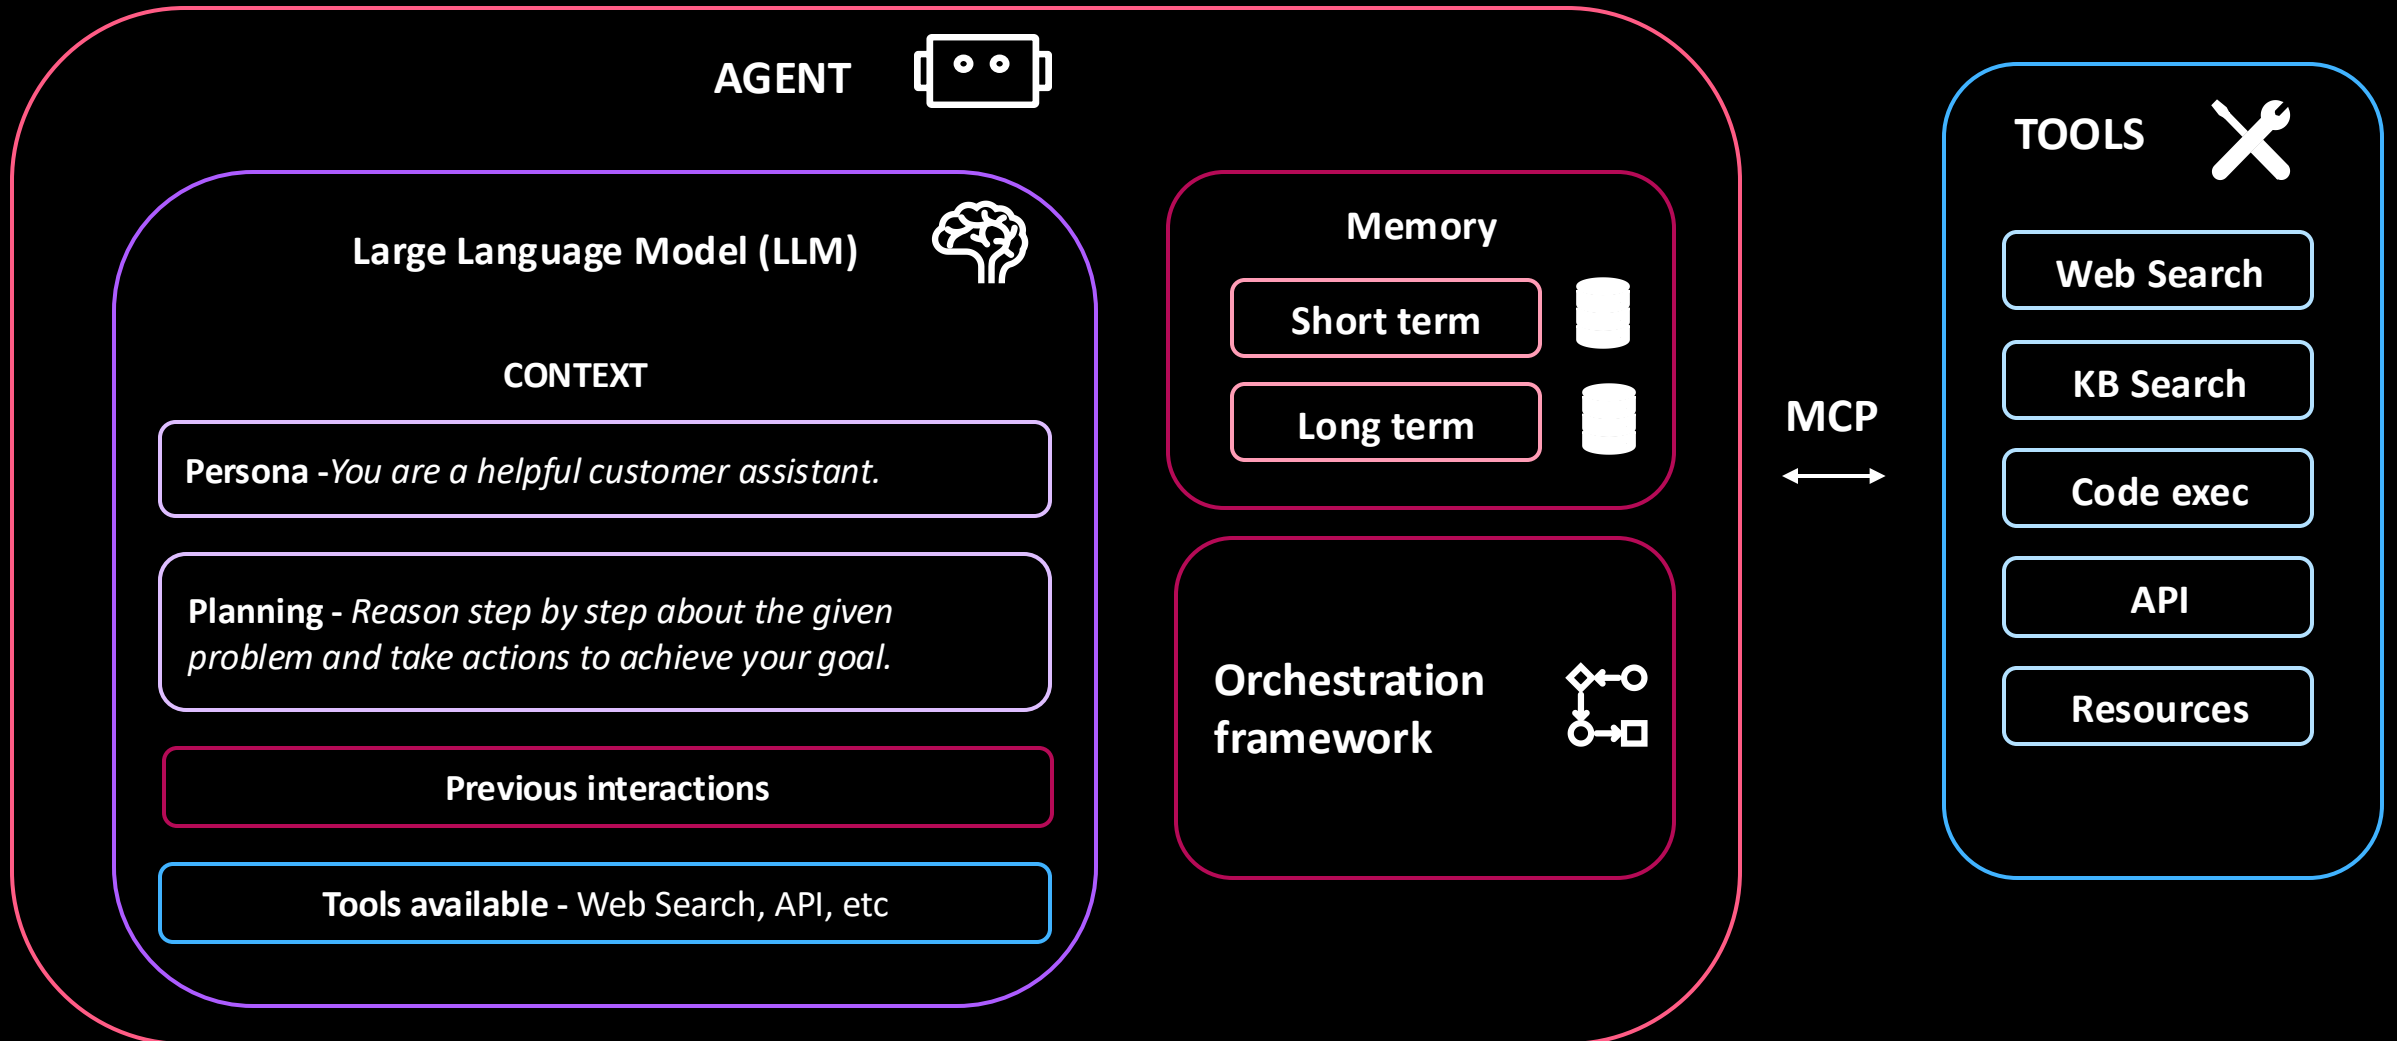 AGENT
Large Language Model (LLM)
CONTEXT
Persona -You are a helpful customer assistant.
Planning - Reason step by step about the given
problem and take actions to achieve your goal.
Previous interactions
Tools available - Web Search, API, etc
Memory
Short term
Long term
Orchestration
framework
MCP
TOOLS
Web Search
KB Search
Code exec
API
Resources